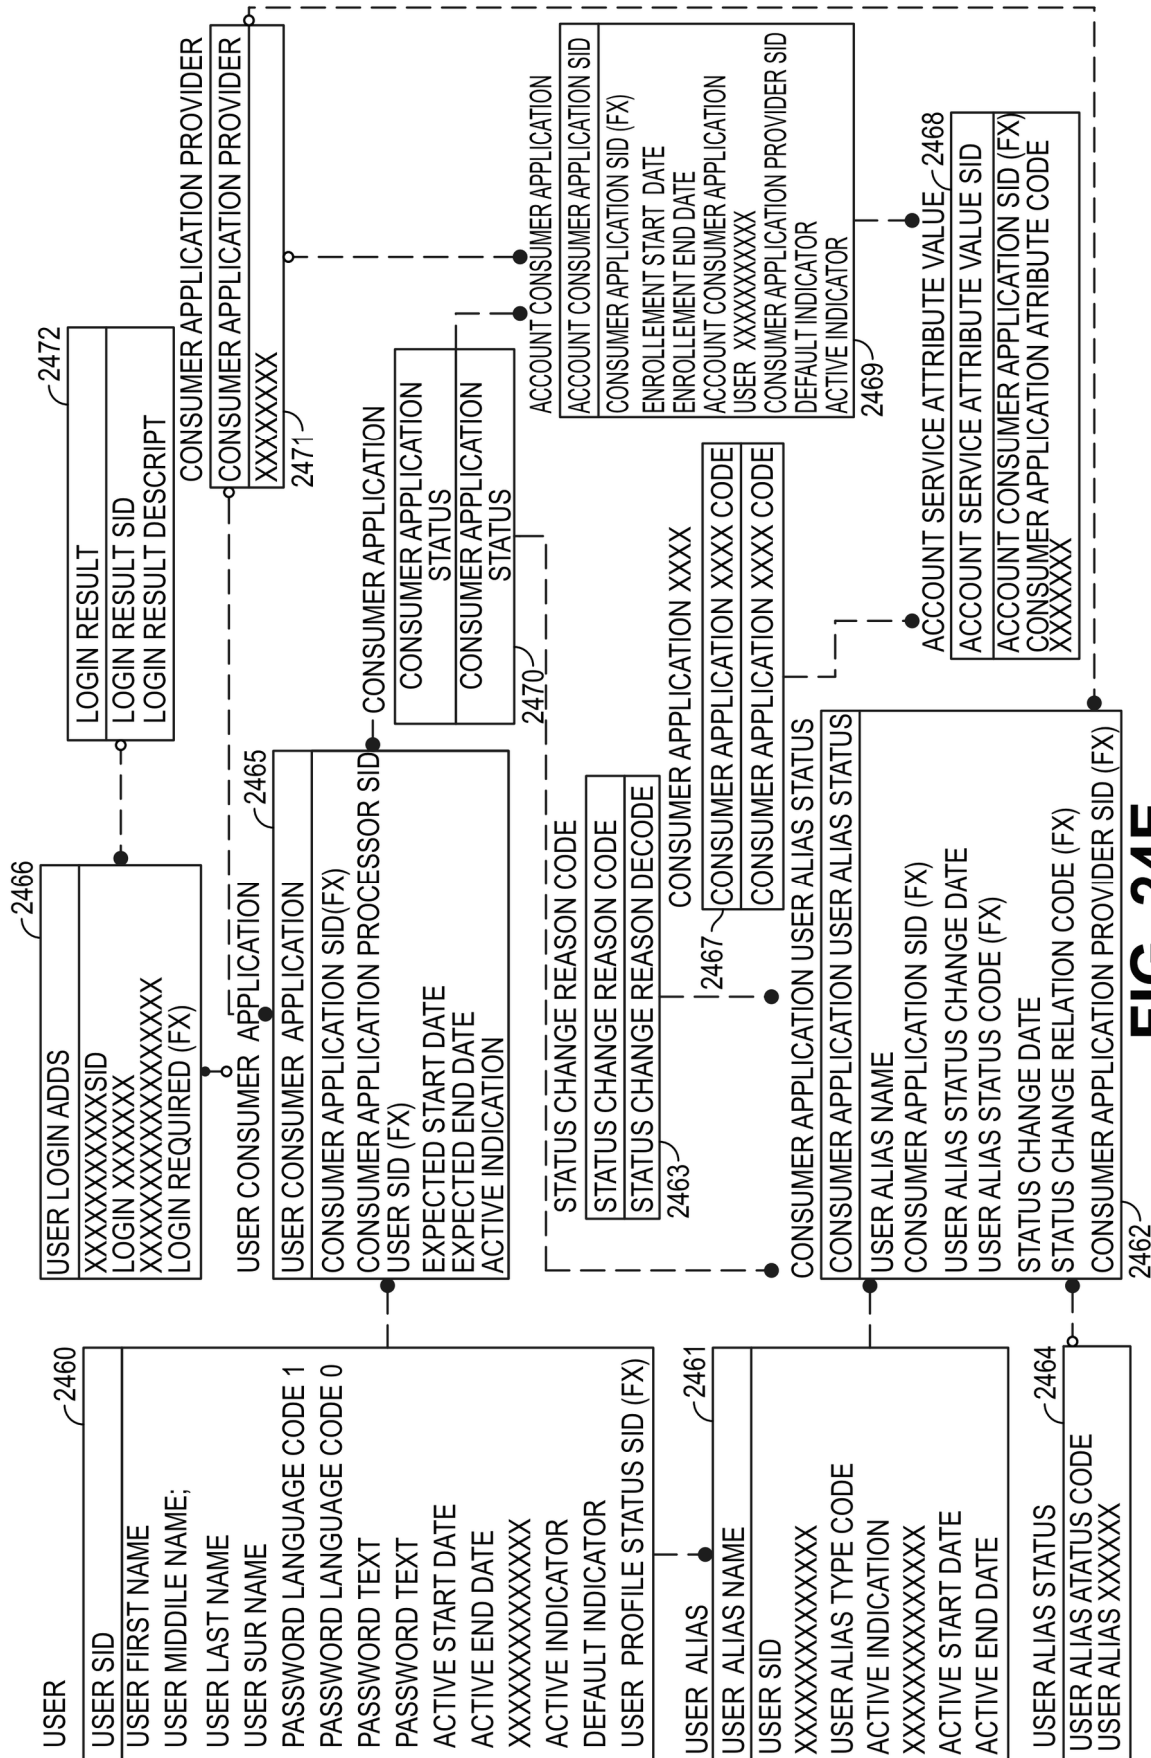 USER
2460
USER SID
USER FIRST NAME
USER MIDDILE NAME;
USER LAST NAME
USER SUR NAME
PASSWORD LANGUAGE CODE 1
PASSWORD LANGUAGE CODE 0
PASSWORD TEXT
PASSWORD TEXT
ACTIVE START DATE
ACTIVE END DATE
XXXXXXXXXXXXX
ACTIVE INDICATOR
DEFAULT INDICATOR
USER PROFILE STATUS SID (FX)
USER ALIAS
2461
USER ALIAS NAME
USER SID
XXXXXXXXXXXXX
USER ALIAS TYPE CODE
ACTIVE INDICATION
XXXXXXXXXXXXX
ACTIVE START DATE
ACTIVE END DATE
USER ALIAS STATUS
2464
USER ALIAS ATATUS CODE
USER ALIAS XXXXXX
2466
USER LOGIN ADDS
XXXXXXXXXXXSID
LOGIN XXXXXXXX
XXXXXXXXXXXXXXXXXX
LOGIN REQUIRED (FX)
USER CONSUMER APPLICATION
2465
USER CONSUMER APPLICATION
CONSUMER APPLICATION SID(FX)
CONSUMER APPLICATION PROCESSOR SID
USER SID (FX)
EXPECTED START DATE
EXPECTED END DATE
ACTIVE INDICATION
STATUS CHANGE REASON CODE
STATUS CHANGE REASON CODE
STATUS CHANGE REASON DECODE
2463
CONSUMER APPLICATION USER ALIAS STATUS
CONSUMER APPLICATION USER ALIAS STATUS
USER ALIAS NAME
CONSUMER APPLICATION SID (FX)
USER ALIAS STATUS CHANGE DATE
USER ALIAS STATUS CODE (FX)
STATUS CHANGE DATE
STATUS CHANGE RELATION CODE (FX)
CONSUMER APPLICATION PROVIDER SID (FX)
2462
2472
LOGIN RESULT
LOGIN RESULT SID
LOGIN RESULT DESCRIPT
CONSUMER APPLICATION PROVIDER
CONSUMER APPLICATION PROVIDER
XXXXXXXX
2471
CONSUMER APPLICATION
CONSUMER APPLICATION
STATUS
CONSUMER APPLICATION
STATUS
2470
CONSUMER APPLICATION XXXX
CONSUMER APPLICATION XXXX CODE
CONSUMER APPLICATION XXXX CODE
2467
ACCOUNT CONSUMER APPLICATION
ACCOUNT CONSUMER APPLICATION SID
CONSUMER APPLICATION SID (FX)
ENROLLEMENT START DATE
ENROLLEMENT END DATE
ACCOUNT CONSUMER APPLICATION
USER XXXXXXXXXX
CONSUMER APPLICATION PROVIDER SID
DEFAULT INDICATOR
ACTIVE INDICATOR
2469
ACCOUNT SERVICE ATTRIBUTE VALUE
2468
ACCOUNT SERVICE ATTRIBUTE VALUE SID
ACCOUNT CONSUMER APPLICATION SID (FX)
CONSUMER APPLICATION ATRIBUTE CODE
XXXXXXX
FIG. 24E